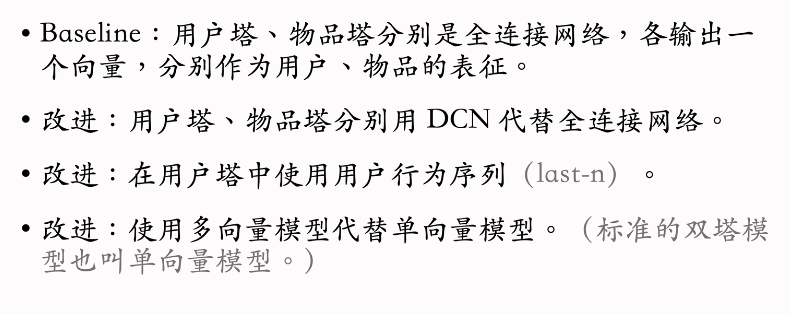 • Baseline：用户塔、物品塔分别是全连接网络，各输出一
个向量，分别作为用户、物品的表征。
• 改进：用户塔、物品塔分别用 DCN 代替全连接网络。
• 改进：在用户塔中使用用户行为序列（last-n）。
• 改进：使用多向量模型代替单向量模型。（标准的双塔模
型也叫单向量模型。）